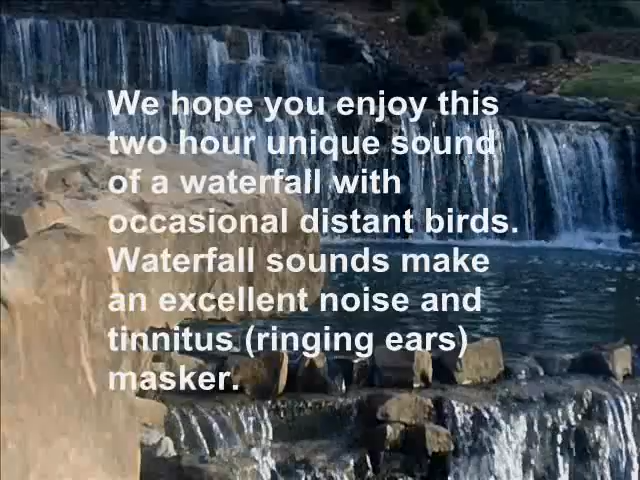 We hope you enjoy this
two hour unique sound
of a waterfall with
occasional distant birds.
Waterfall sounds make
an excellent noise and
tinnitus (ringing ears)
masker.